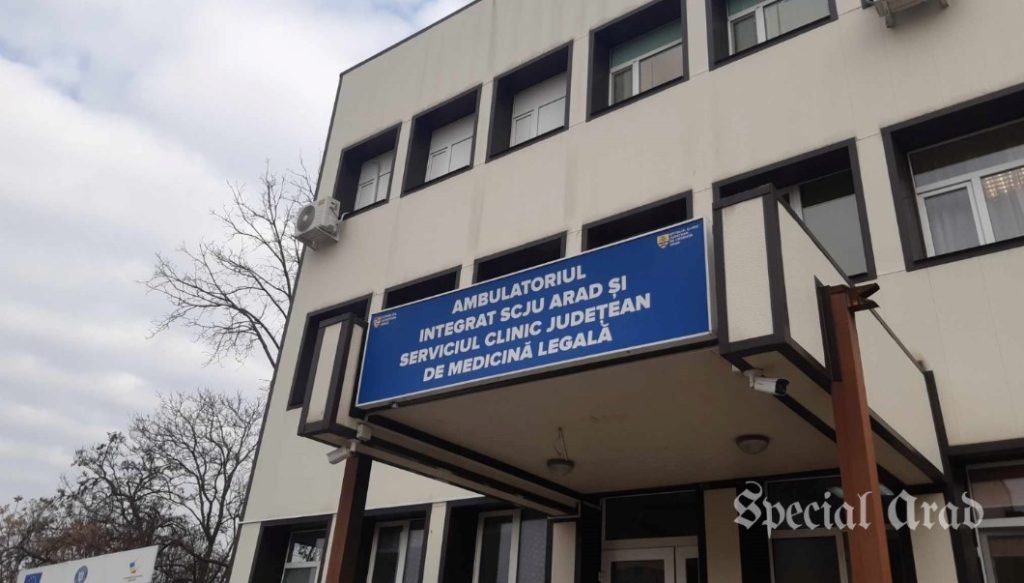 AMBULATORIUL
INTEGRAT SCJU ARAD ȘI
SERVICIUL CLINIC JUDEȚEAN
DE MEDICINĂ LEGALĂ
Special Arad